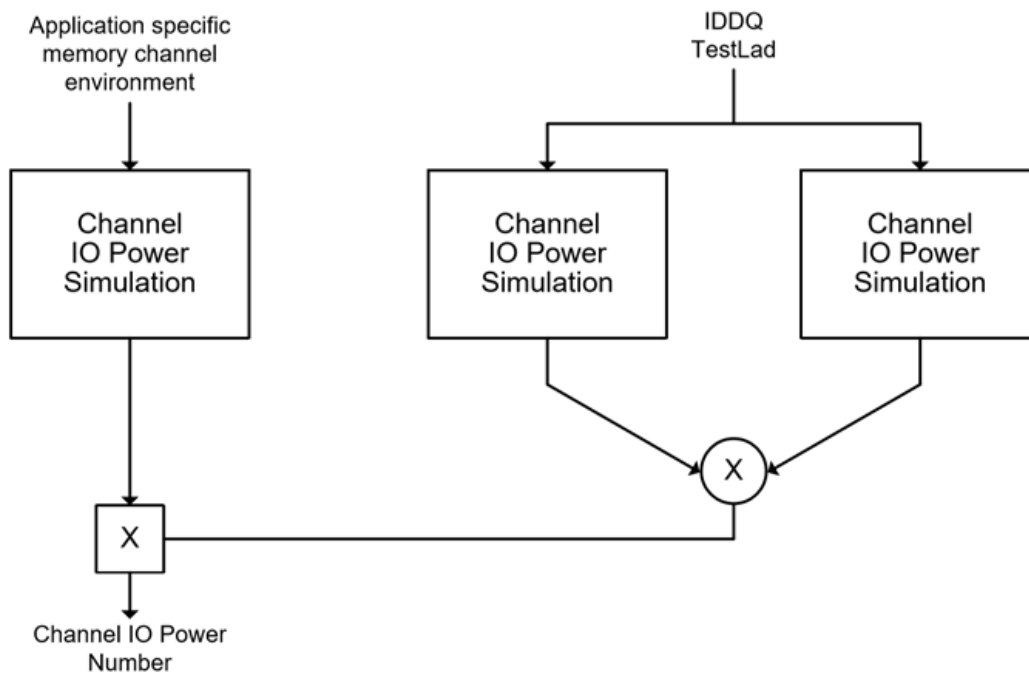 Application specific
memory channel
environment
IDDQ
TestLad
Channel
IO Power
Simulation
Channel
IO Power
Simulation
Channel
IO Power
Simulation
X
X
Channel IO Power
Number